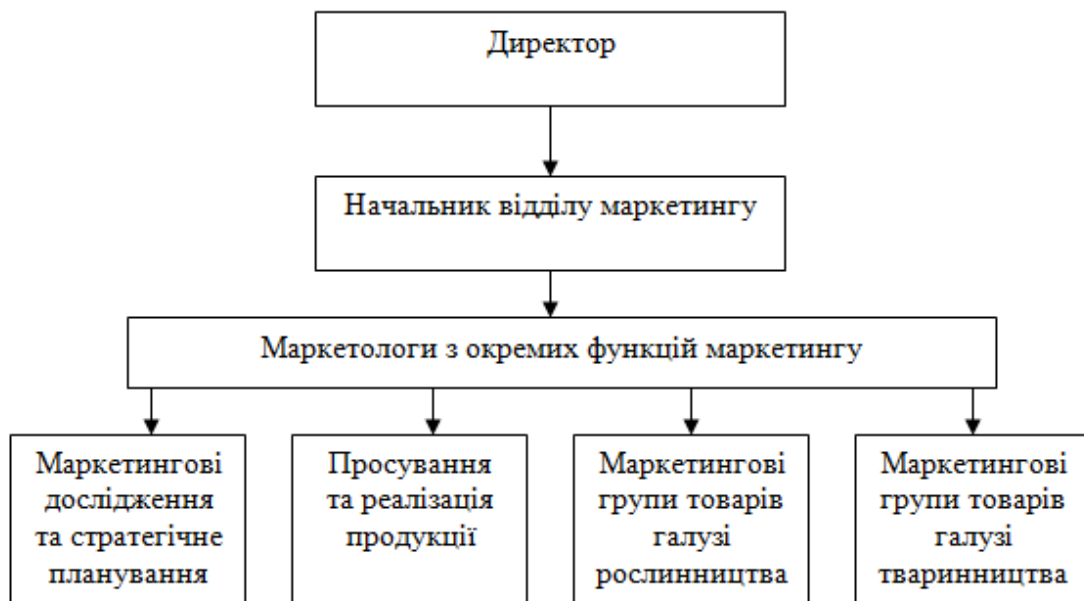 Директор
Начальник відділу маркетингу
Маркетологи з окремих функцій маркетингу
Маркетингові
дослідження
та стратегічне
планування
Просування
та реалізація
продукції
Маркетингові
групи товарів
галузі
рослинництва
Маркетингові
групи товарів
галузі
тваринництва